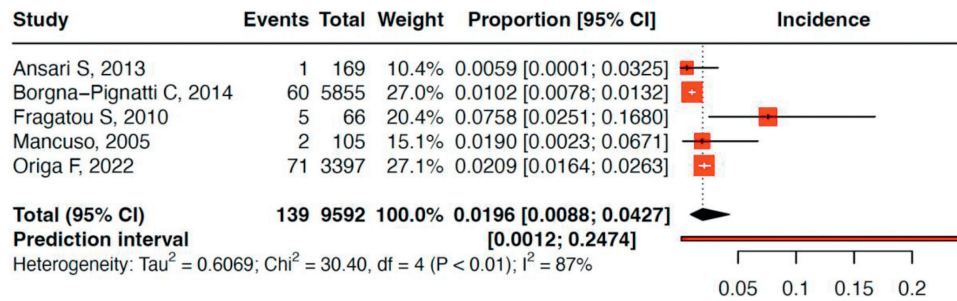 Study Events Total Weight Proportion [95% CI] Incidence
Ansari S, 2013 1 169 10.4% 0.0059 [0.0001; 0.0325]
Borgna−Pignatti C, 2014 60 5855 27.0% 0.0102 [0.0078; 0.0132]
Fragatou S, 2010 5 66 20.4% 0.0758 [0.0251; 0.1680]
Mancuso, 2005 2 105 15.1% 0.0190 [0.0023; 0.0671]
Origa F, 2022 71 3397 27.1% 0.0209 [0.0164; 0.0263]
Total (95% CI) 139 9592 100.0% 0.0196 [0.0088; 0.0427]
Prediction interval [0.0012; 0.2474]
Heterogeneity: Tau² = 0.6069; Chi² = 30.40, df = 4 (P < 0.01); I² = 87%
0.05 0.1 0.15 0.2